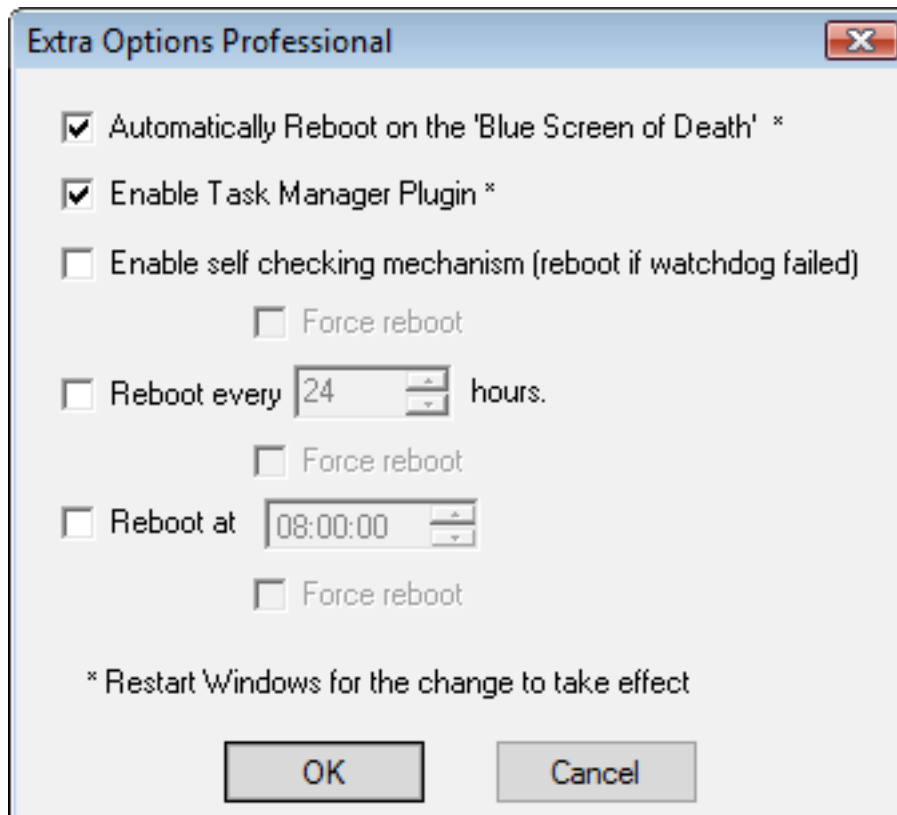 Extra Options Professional
Automatically Reboot on the 'Blue Screen of Death' *
Enable Task Manager Plugin *
Enable self checking mechanism (reboot if watchdog failed)
Force reboot
Reboot every 24 hours.
Force reboot
Reboot at 08:00:00
Force reboot
* Restart Windows for the change to take effect
OK Cancel